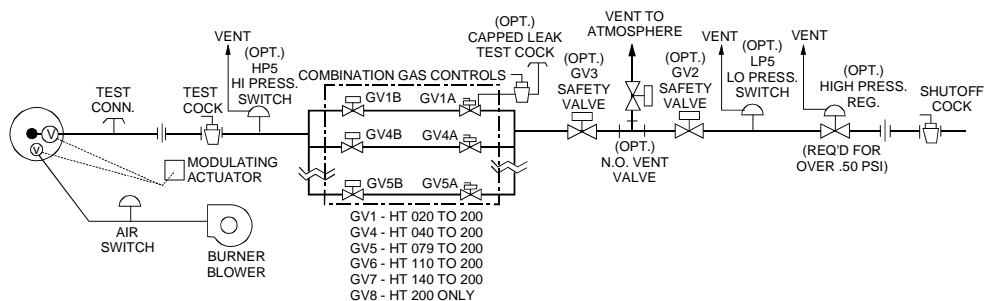 VENT
(OPT.)
HP5
HI PRESS.
SWITCH
(OPT.)
CAPPED LEAK
TEST COCK
VENT TO
ATMOSPHERE
(OPT.)
GV3
SAFETY
VALVE
(OPT.)
GV2
SAFETY
VALVE
VENT
(OPT.)
LP5
LO PRESS.
SWITCH
VENT
(OPT.)
HIGH PRESS.
REG.
SHUTOFF
COCK
TEST
CONN.
TEST
COCK
COMBINATION GAS CONTROLS
GV1B
GV1A
GV4B
GV4A
GV5B
GV5A
V
V
MODULATING
ACTUATOR
(OPT.)
N.O. VENT
VALVE
(REQ'D FOR
OVER .50 PSI)
AIR
SWITCH
BURNER
BLOWER
GV1 - HT 020 TO 200
GV4 - HT 040 TO 200
GV5 - HT 079 TO 200
GV6 - HT 110 TO 200
GV7 - HT 140 TO 200
GV8 - HT 200 ONLY